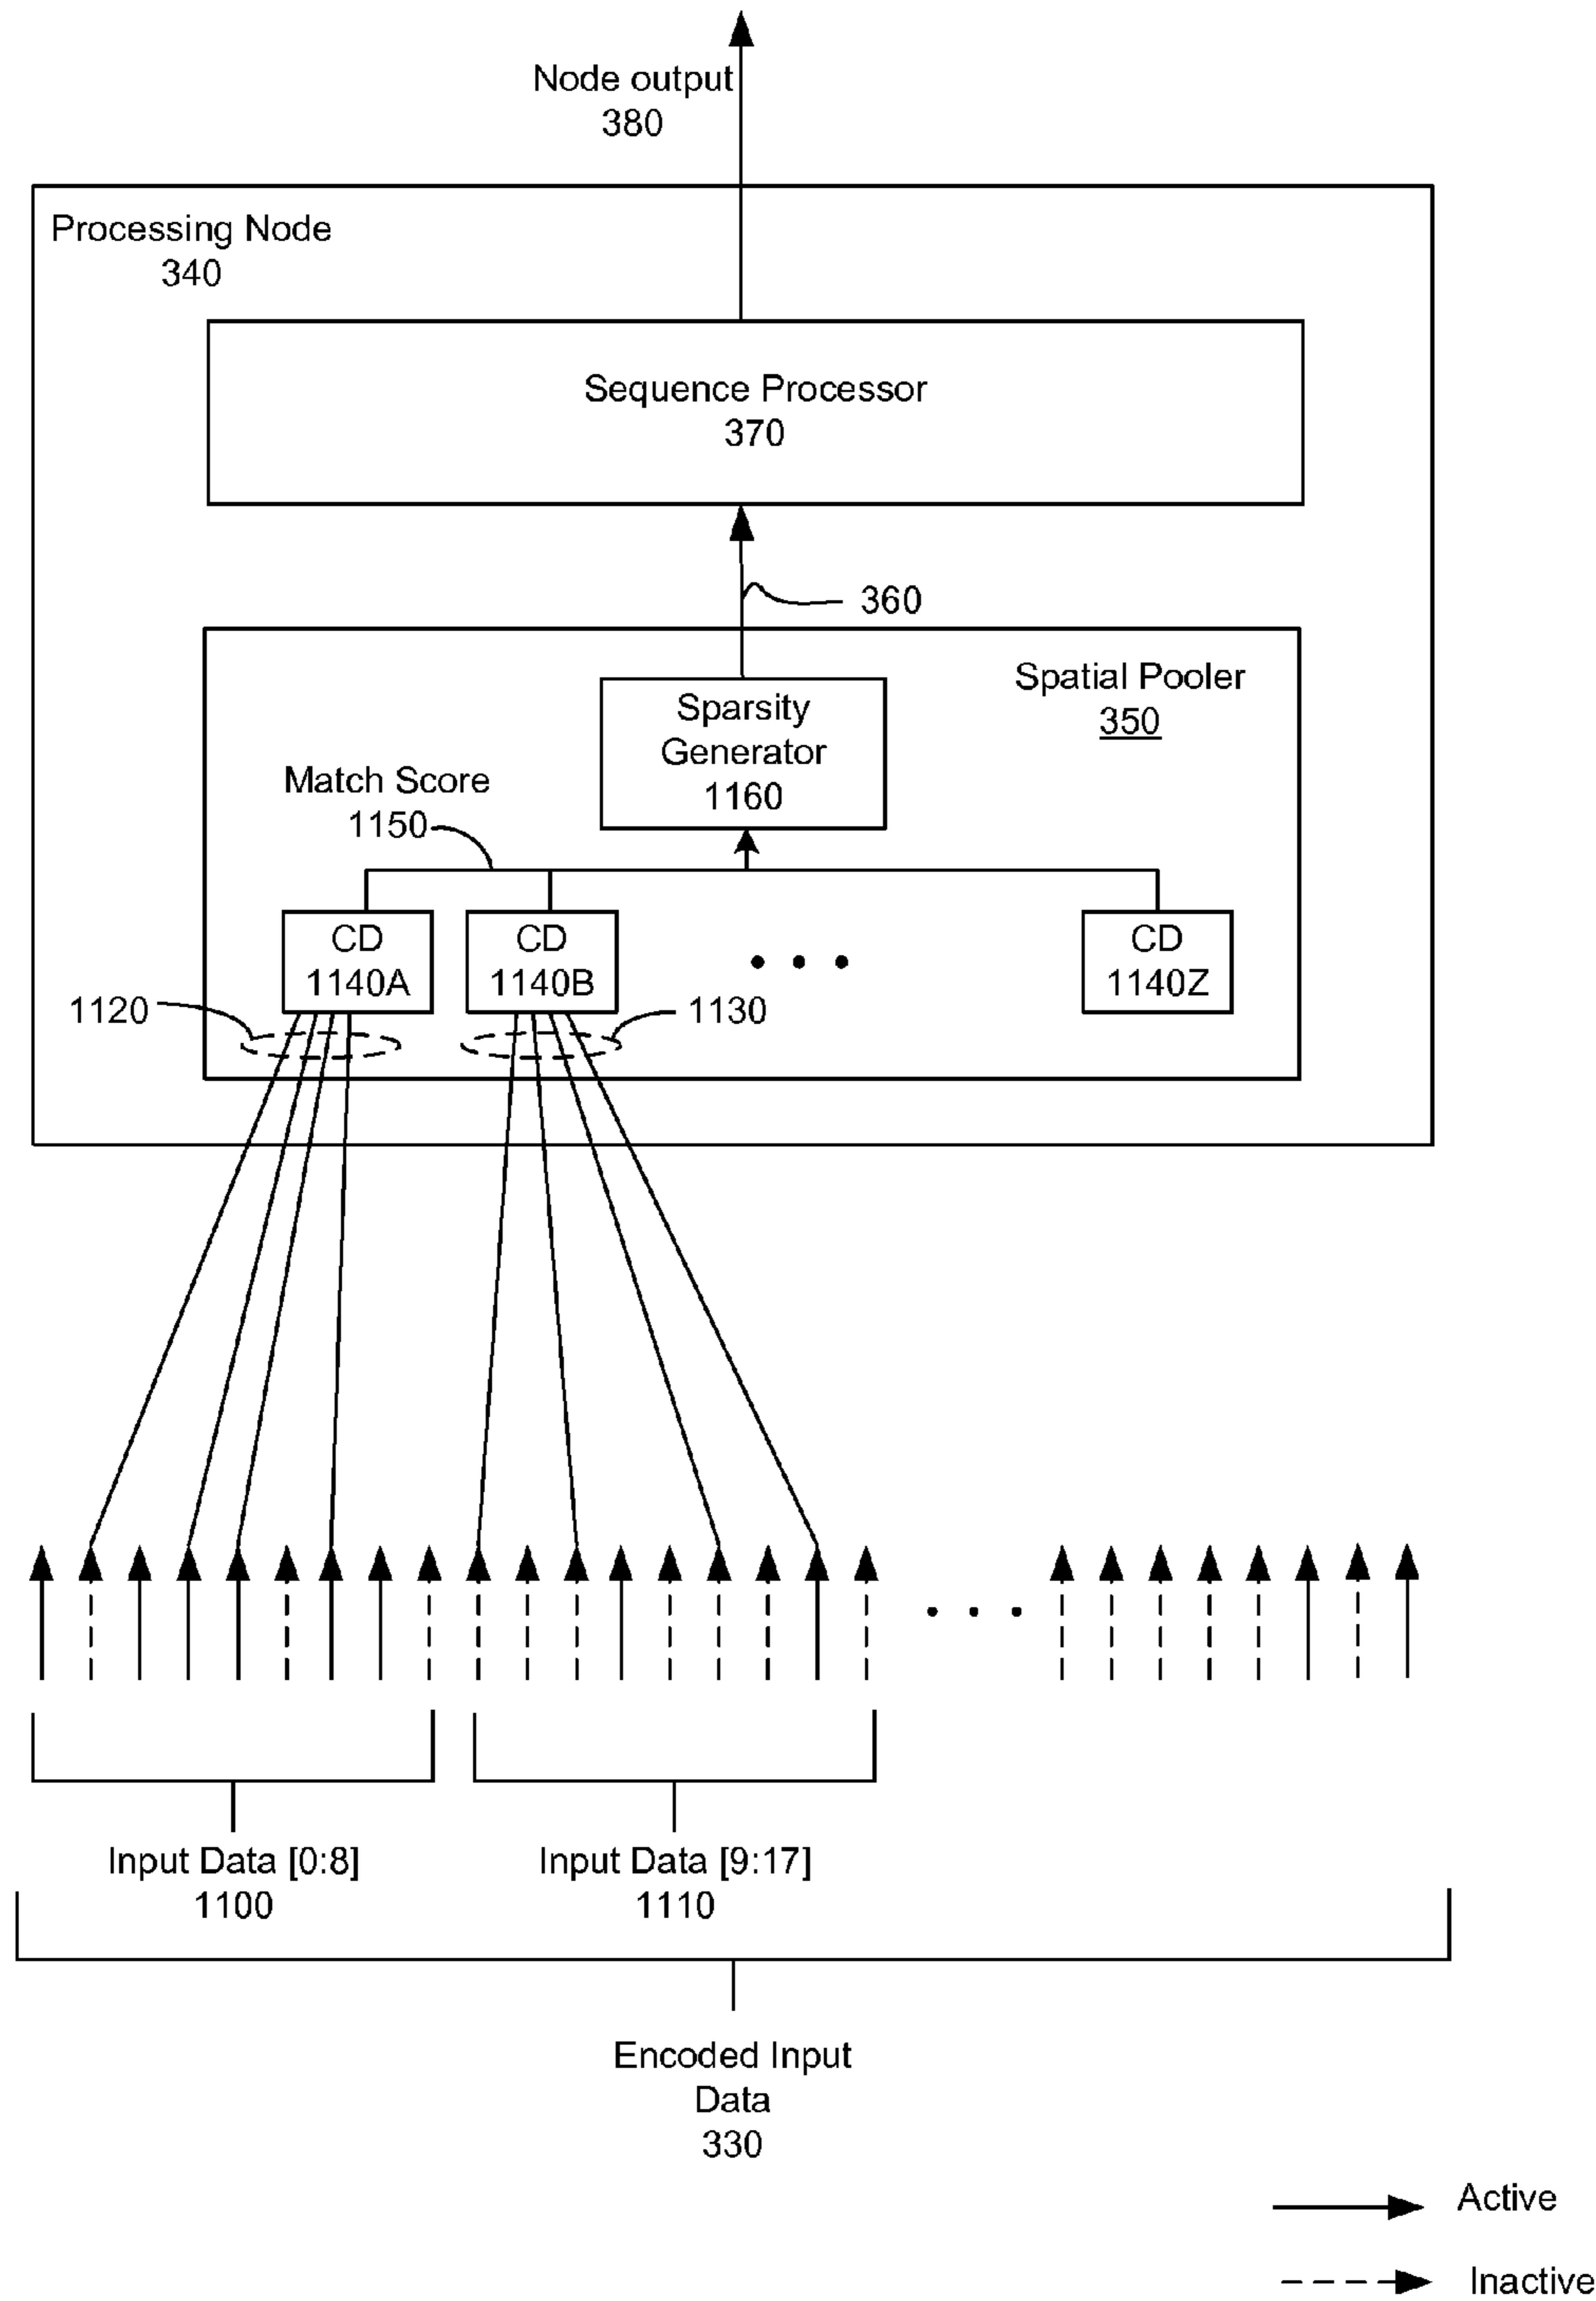 Node output
380
Processing Node
340
Sequence Processor
370
360
Spatial Pooler
350
Sparsity
Generator
1160
Match Score
1150
CD
1140A
CD
1140B
CD
1140Z
1120
1130
Input Data [0:8]
1100
Input Data [9:17]
1110
Encoded Input
Data
330
Active
Inactive